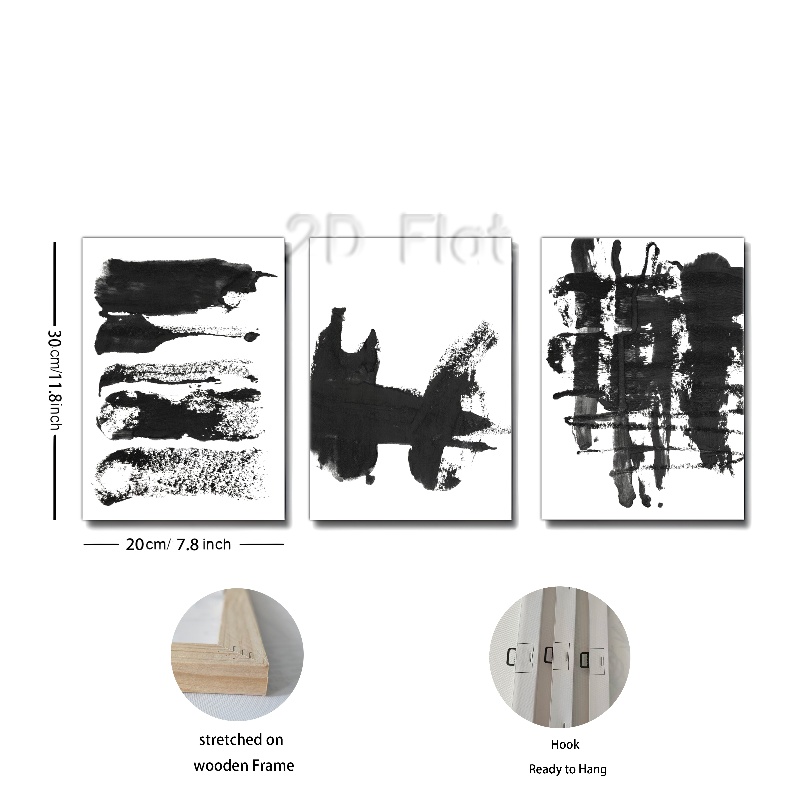 2D Flat
30cm/11.8inch
20cm/ 7.8 inch
stretched on
wooden Frame
Hook
Ready to Hang